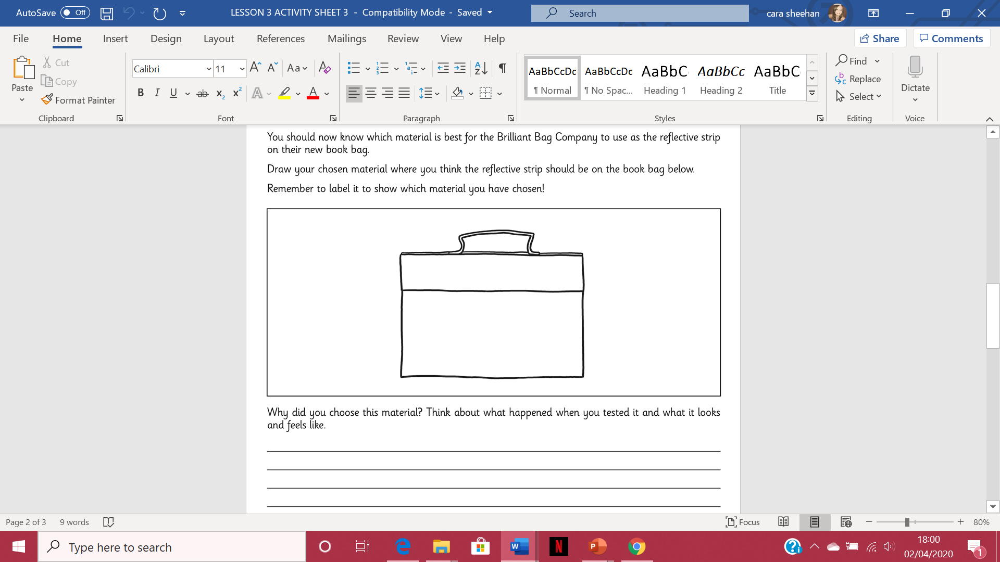 AutoSave Off LESSON 3 ACTIVITY SHEET 3 - Compatibility Mode - Saved Search cara sheehan
File Home Insert Design Layout References Mailings Review View Help Share Comments
Paste Cut
Copy
Format Painter
Clipboard
Calibri 11 A A Aa A
B I U ab x2 x2 A A
Font
A Z ¶
Paragraph
AaBbCcDc AaBbCcDc AaBbC AaBbCc AaBbC
¶ Normal ¶ No Spac... Heading 1 Heading 2 Title
Styles
Find
Replace
Select
Editing
Dictate
Voice
You should now know which material is best for the Brilliant Bag Company to use as the reflective strip
on their new book bag.
Draw your chosen material where you think the reflective strip should be on the book bag below.
Remember to label it to show which material you have chosen!
Why did you choose this material? Think about what happened when you tested it and what it looks
and feels like.
Page 2 of 3 9 words Focus 80%
Type here to search
18:00
02/04/2020
1